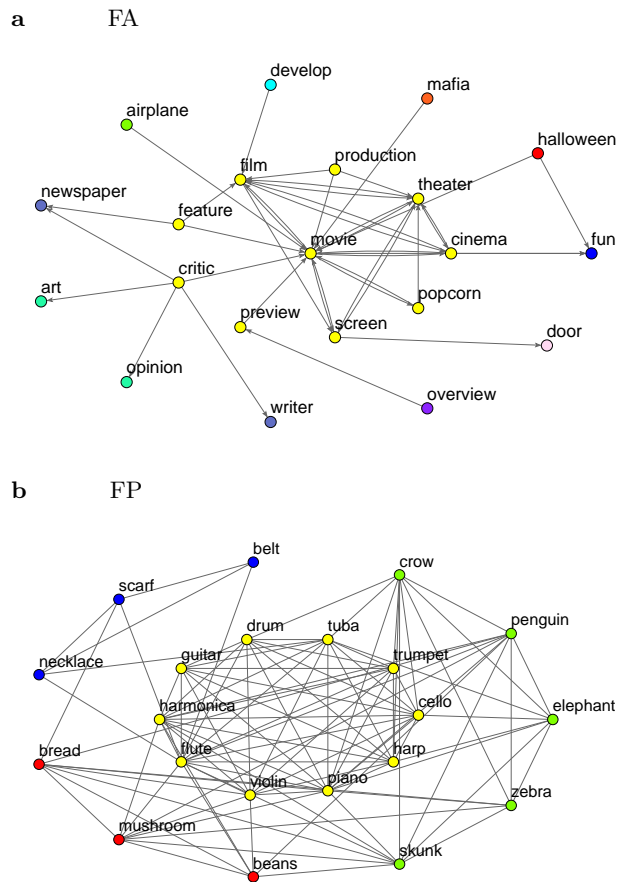 a FA
develop
mafia
airplane
halloween
production
film
theater
newspaper
feature
movie
cinema
fun
critic
art
popcorn
preview
screen
door
opinion
writer
overview
b FP
belt
crow
scarf
drum
tuba
penguin
necklace
guitar
trumpet
harmonica
cello
elephant
bread
flute
harp
violin
piano
zebra
mushroom
beans
skunk